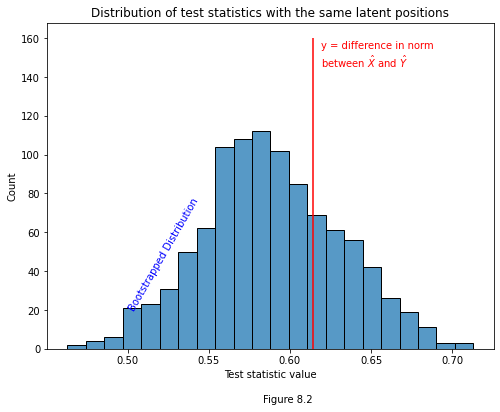 Distribution of test statistics with the same latent positions
160
140
120
100
80
60
40
20
0
Count
y = difference in norm
between X̂ and Ŷ
Bootstrapped Distribution
0.50 0.55 0.60 0.65 0.70
Test statistic value
Figure 8.2